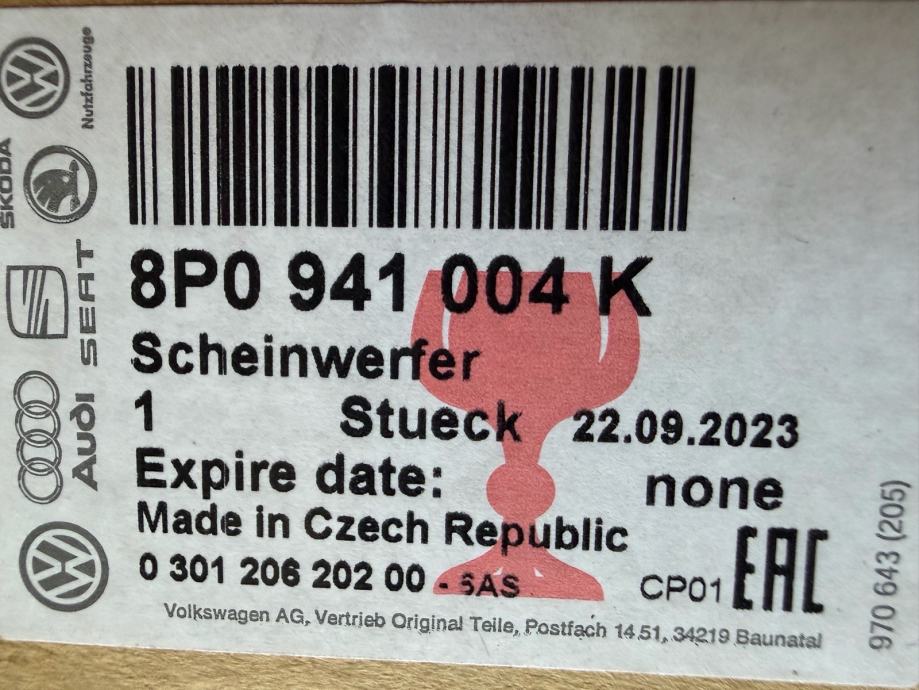 Nutzfahrzeuge
ŠKODA
SEAT
Audi
8P0 941 004 K
Scheinwerfer
1 Stueck 22.09.2023
Expire date: none
Made in Czech Republic
0 301 206 202 00 - SAS
CP01 EAC
Volkswagen AG, Vertrieb Original Teile, Postfach 14 51, 34219 Baunatal
970 643 (205)